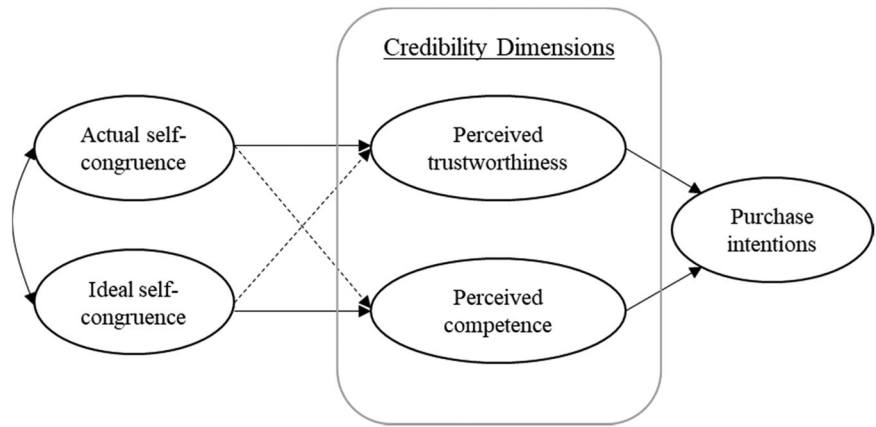 Credibility Dimensions
Actual self-
congruence
Perceived
trustworthiness
Purchase
intentions
Ideal self-
congruence
Perceived
competence